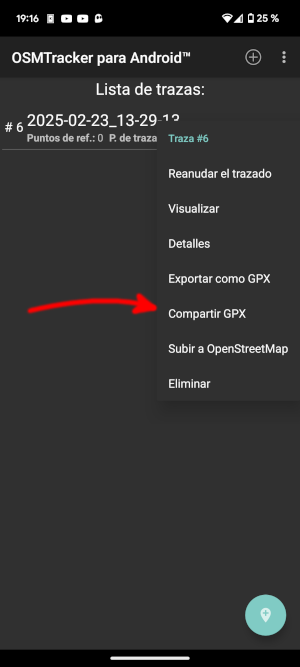 19:16
25 %
OSMTracker para Android™
Lista de trazas:
# 6
2025-02-23_13-29-13
Puntos de ref.: 0 P. de traza
Traza #6
Reanudar el trazado
Visualizar
Detalles
Exportar como GPX
Compartir GPX
Subir a OpenStreetMap
Eliminar